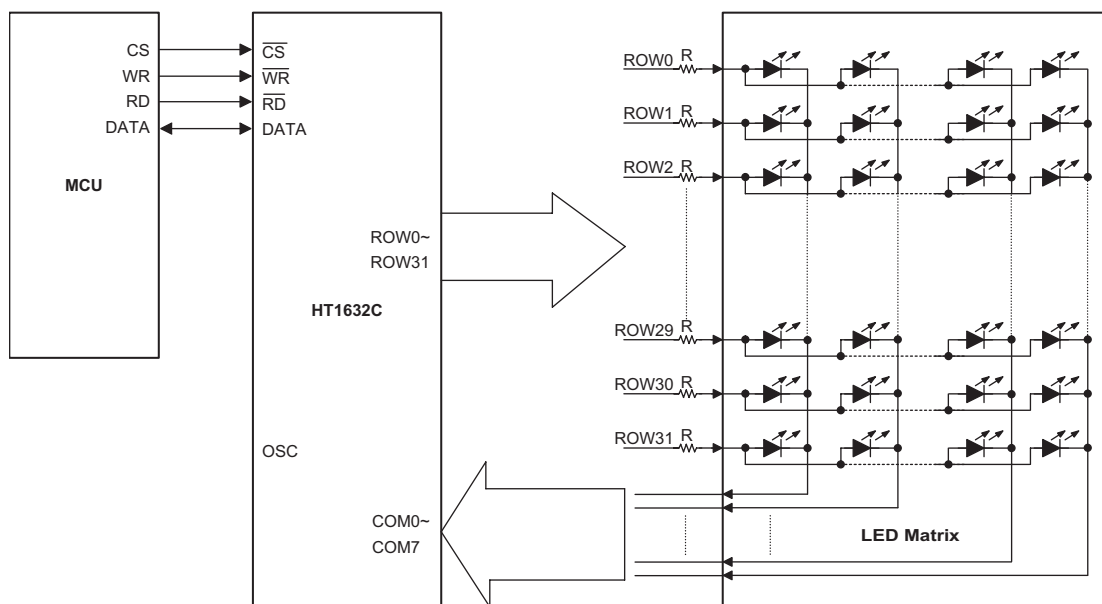 MCU
CS
WR
RD
DATA
CS
WR
RD
DATA
HT1632C
ROW0~
ROW31
OSC
COM0~
COM7
ROW0 R
ROW1 R
ROW2 R
ROW29 R
ROW30 R
ROW31 R
LED Matrix